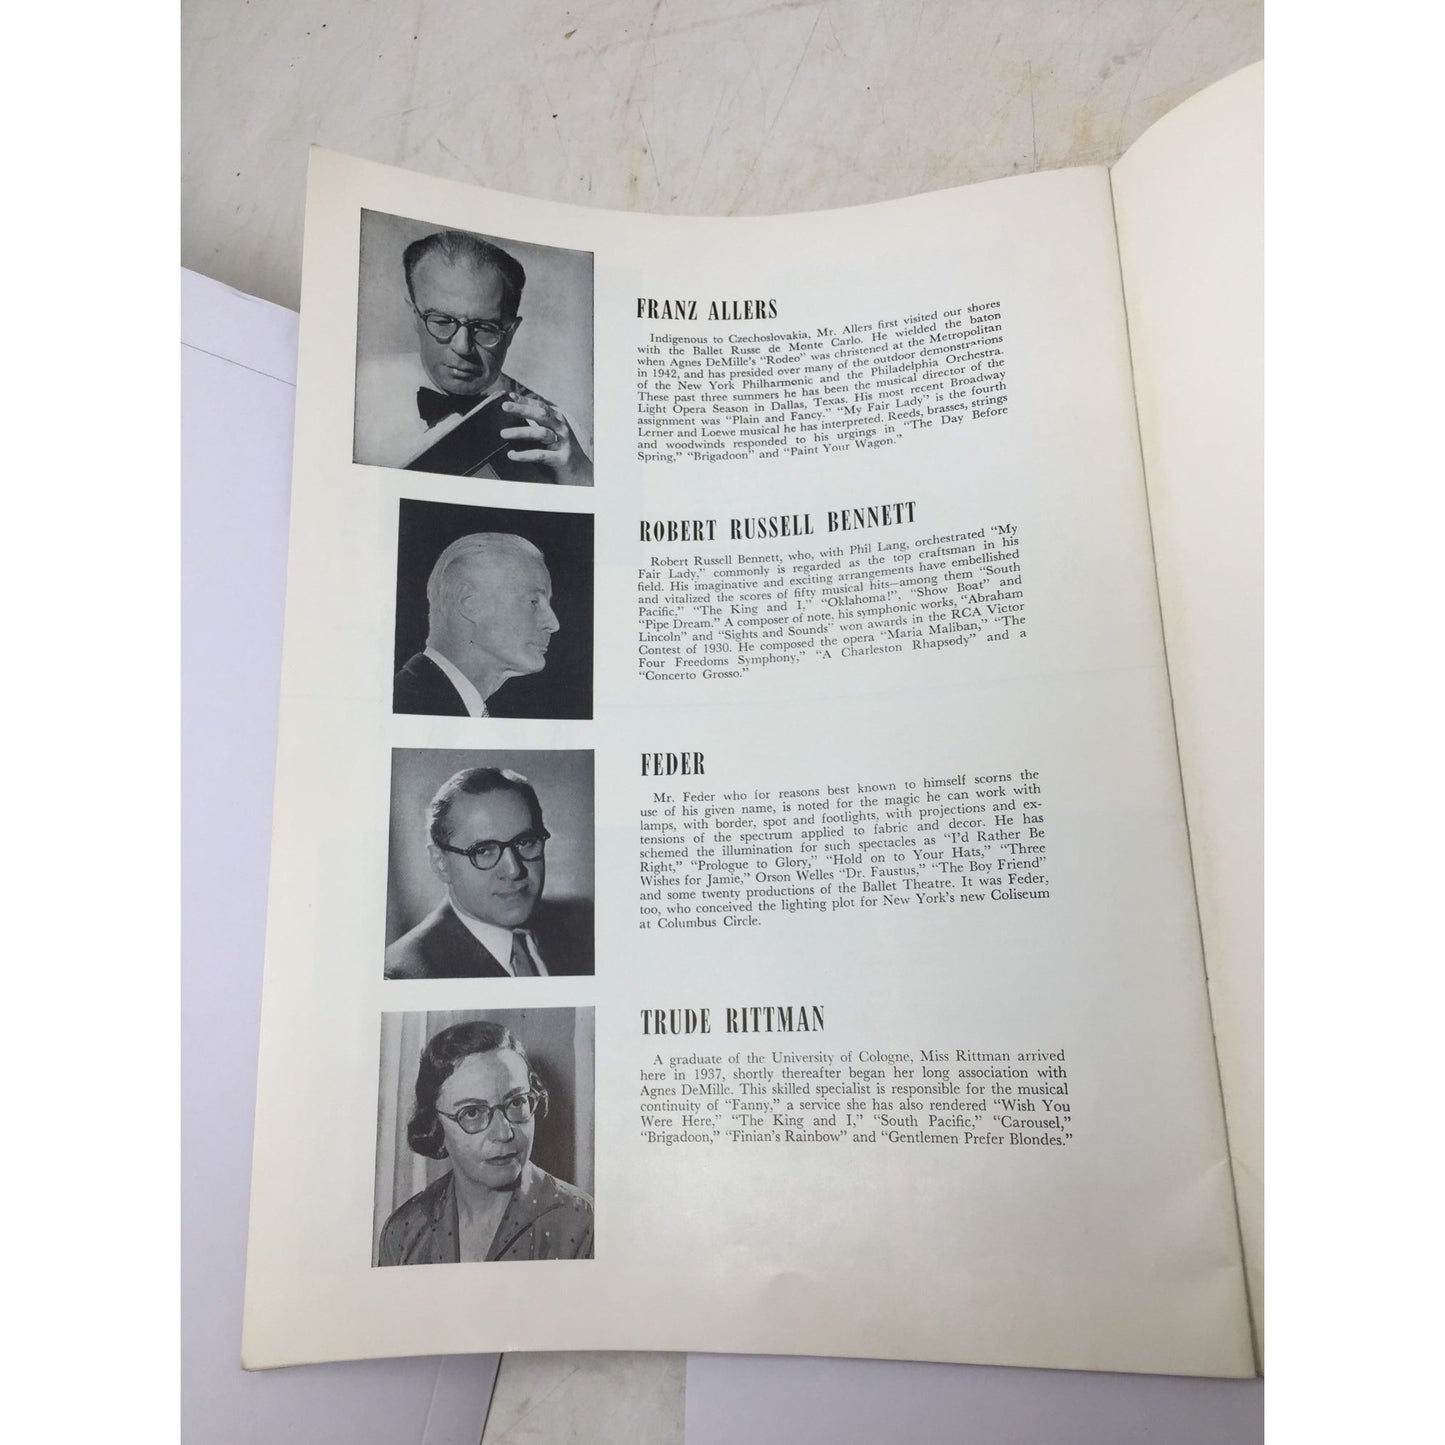 FRANZ ALLERS
Indigenous to Czechoslovakia, Mr. Allers first visited our shores
with the Ballet Russe de Monte Carlo. He wielded the baton
when Agnes DeMille's "Rodeo" was christened at the Metropolitan
in 1942, and has presided over many of the outdoor demonstrations
of the New York Philharmonic and the Philadelphia Orchestra.
These past three summers he has been the musical director of the
Light Opera Season in Dallas, Texas. His most recent Broadway
assignment was "Plain and Fancy." "My Fair Lady" is the fourth
Lerner and Loewe musical he has interpreted. Reeds, brasses, strings
and woodwinds responded to his urgings in "The Day Before
Spring," "Brigadoon" and "Paint Your Wagon."
ROBERT RUSSELL BENNETT
Robert Russell Bennett, who, with Phil Lang, orchestrated "My
Fair Lady," commonly is regarded as the top craftsman in his
field. His imaginative and exciting arrangements have embellished
and vitalized the scores of fifty musical hits—among them "South
Pacific," "The King and I," "Oklahoma!", "Show Boat" and
"Pipe Dream." A composer of note, his symphonic works, "Abraham
Lincoln" and "Sights and Sounds" won awards in the RCA Victor
Contest of 1930. He composed the opera "Maria Maliban," "The
Four Freedoms Symphony," "A Charleston Rhapsody" and a
"Concerto Grosso."
FEDER
Mr. Feder who for reasons best known to himself scorns the
use of his given name, is noted for the magic he can work with
lamps, with border, spot and footlights, with projections and ex-
tensions of the spectrum applied to fabric and decor. He has
schemed the illumination for such spectacles as "I'd Rather Be
Right," "Prologue to Glory," "Hold on to Your Hats," "Three
Wishes for Jamie," Orson Welles "Dr. Faustus," "The Boy Friend"
and some twenty productions of the Ballet Theatre. It was Feder,
too, who conceived the lighting plot for New York's new Coliseum
at Columbus Circle.
TRUDE RITTMAN
A graduate of the University of Cologne, Miss Rittman arrived
here in 1937, shortly thereafter began her long association with
Agnes DeMille. This skilled specialist is responsible for the musical
continuity of "Fanny," a service she has also rendered "Wish You
Were Here," "The King and I," "South Pacific," "Carousel,"
"Brigadoon," "Finian's Rainbow" and "Gentlemen Prefer Blondes."